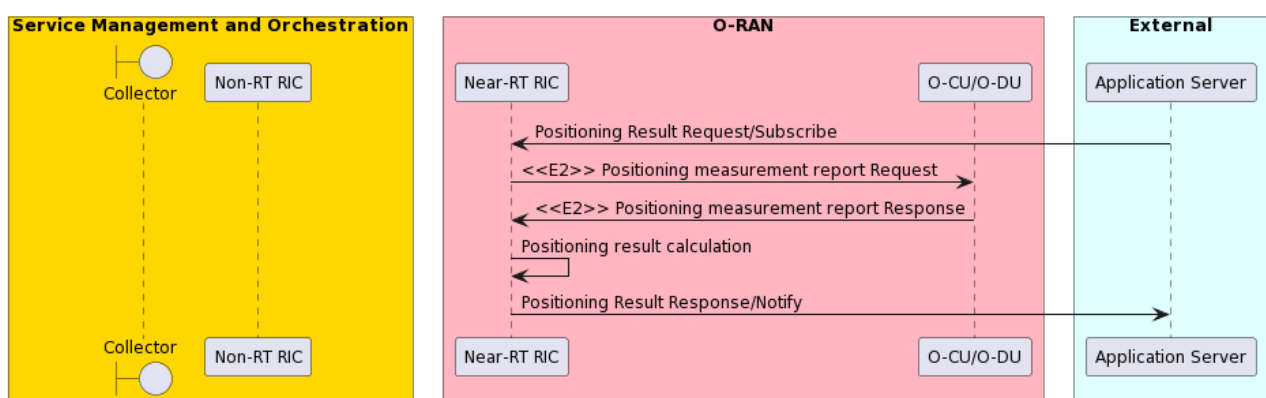 Service Management and Orchestration
O-RAN
External
Collector
Non-RT RIC
Near-RT RIC
O-CU/O-DU
Application Server
Positioning Result Request/Subscribe
<<E2>> Positioning measurement report Request
<<E2>> Positioning measurement report Response
Positioning result calculation
Positioning Result Response/Notify
Collector
Non-RT RIC
Near-RT RIC
O-CU/O-DU
Application Server